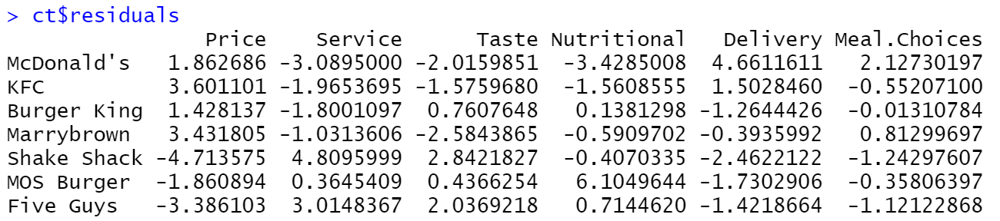 > ct$residuals
Price Service Taste Nutritional Delivery Meal.Choices
McDonald's 1.862686 -3.0895000 -2.0159851 -3.4285008 4.6611611 2.12730197
KFC 3.601101 -1.9653695 -1.5759680 -1.5608555 1.5028460 -0.55207100
Burger King 1.428137 -1.8001097 0.7607648 0.1381298 -1.2644426 -0.01310784
Marrybrown 3.431805 -1.0313606 -2.5843865 -0.5909702 -0.3935992 0.81299697
Shake Shack -4.713575 4.8095999 2.8421827 -0.4070335 -2.4622122 -1.24297607
MOS Burger -1.860894 0.3645409 0.4366254 6.1049644 -1.7302906 -0.35806397
Five Guys -3.386103 3.0148367 2.0369218 0.7144620 -1.4218664 -1.12122868